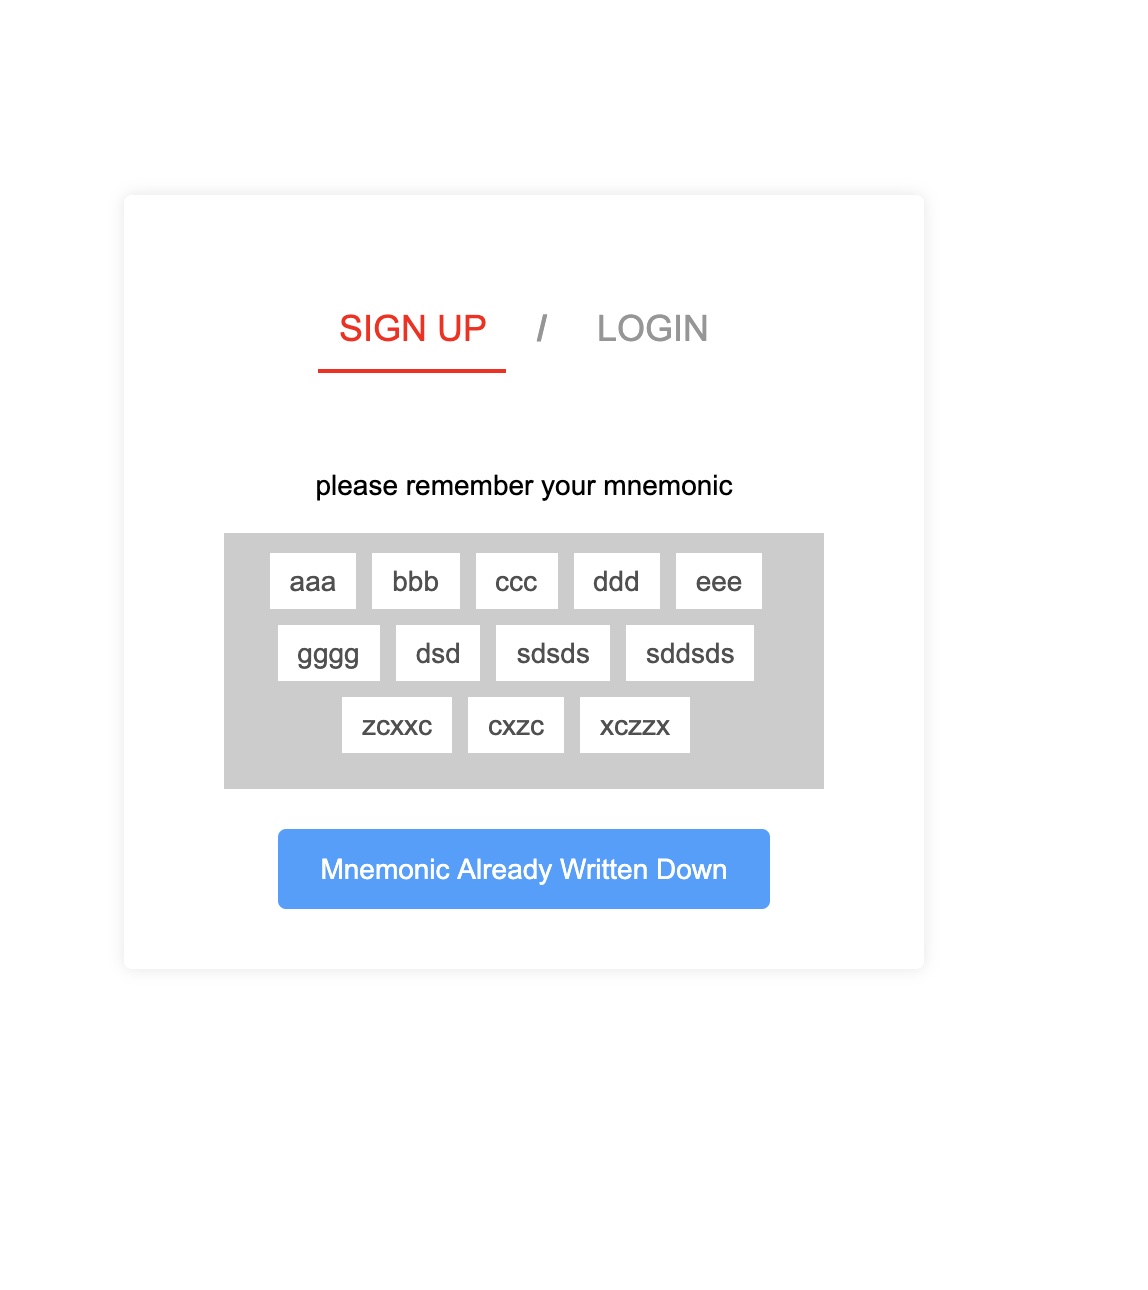 SIGN UP / LOGIN
please remember your mnemonic
aaa bbb ccc ddd eee
gggg dsd sdsds sddsds
zcxxc cxzc xczzx
Mnemonic Already Written Down